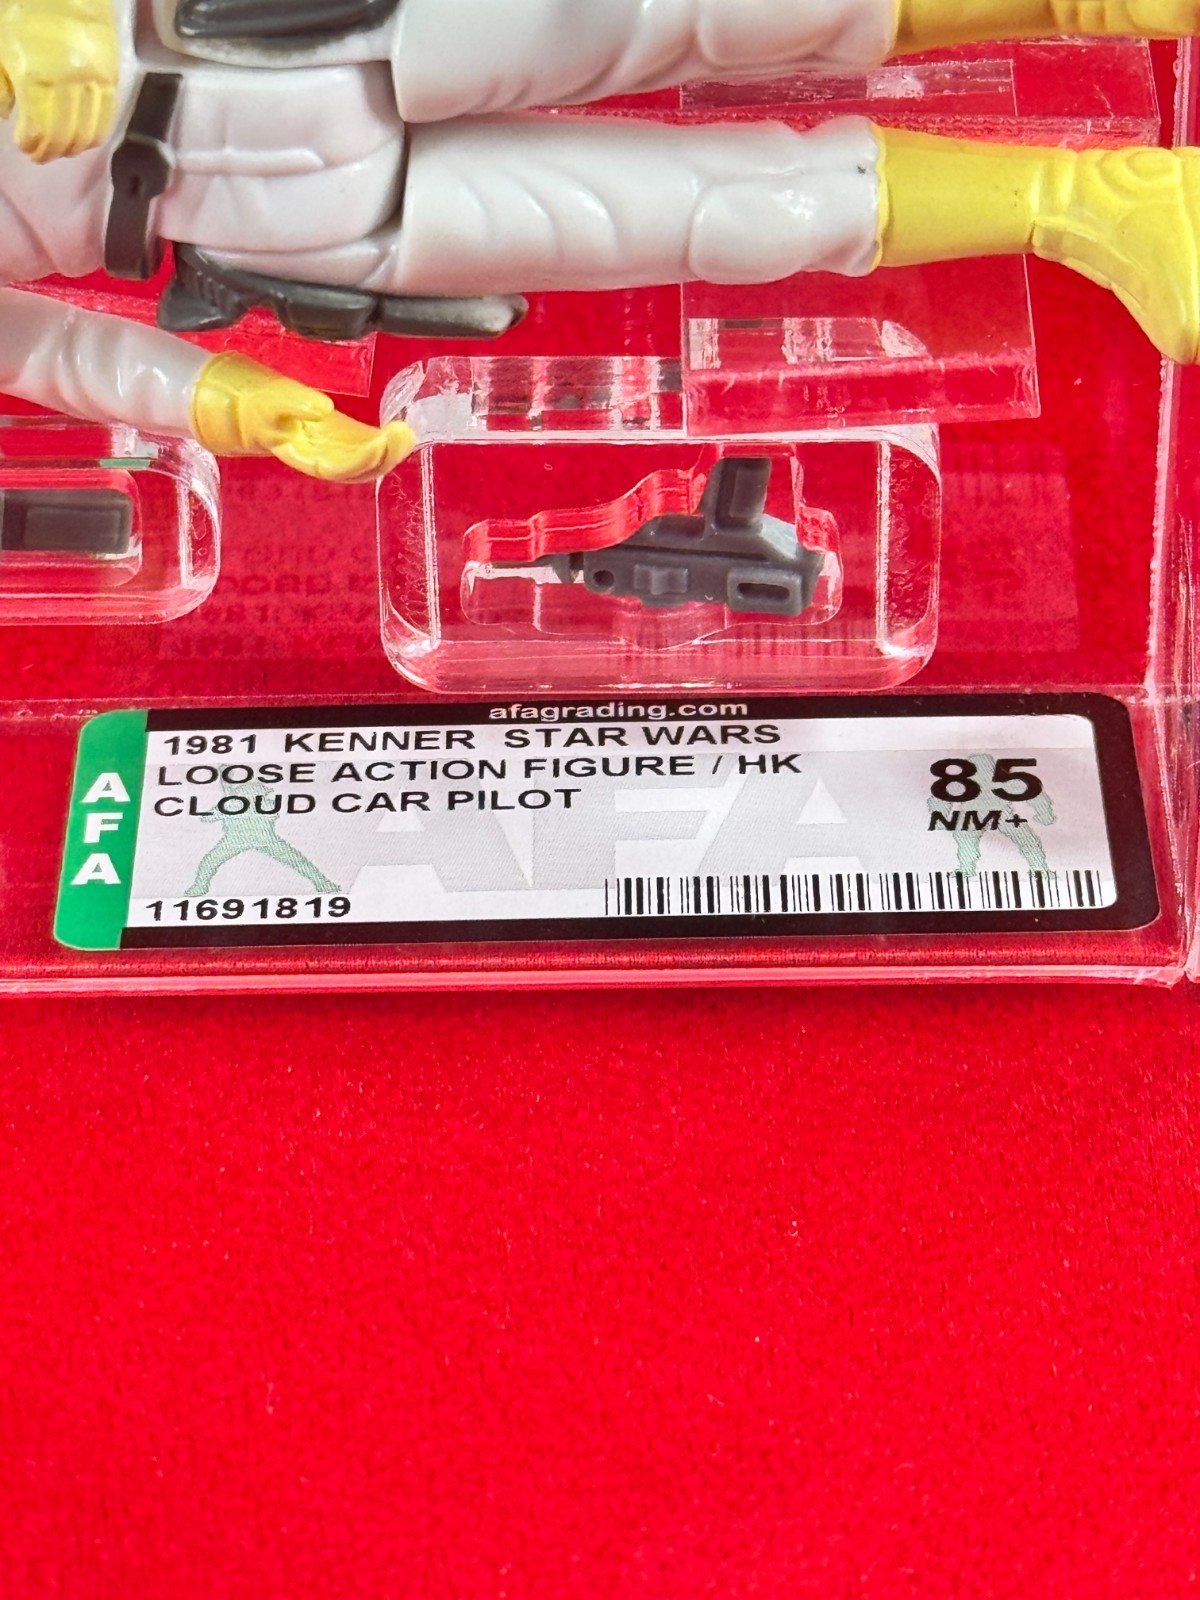 afagrading.com
AFA
1981 KENNER STAR WARS
LOOSE ACTION FIGURE / HK
CLOUD CAR PILOT
85
NM+
11691819
AFA